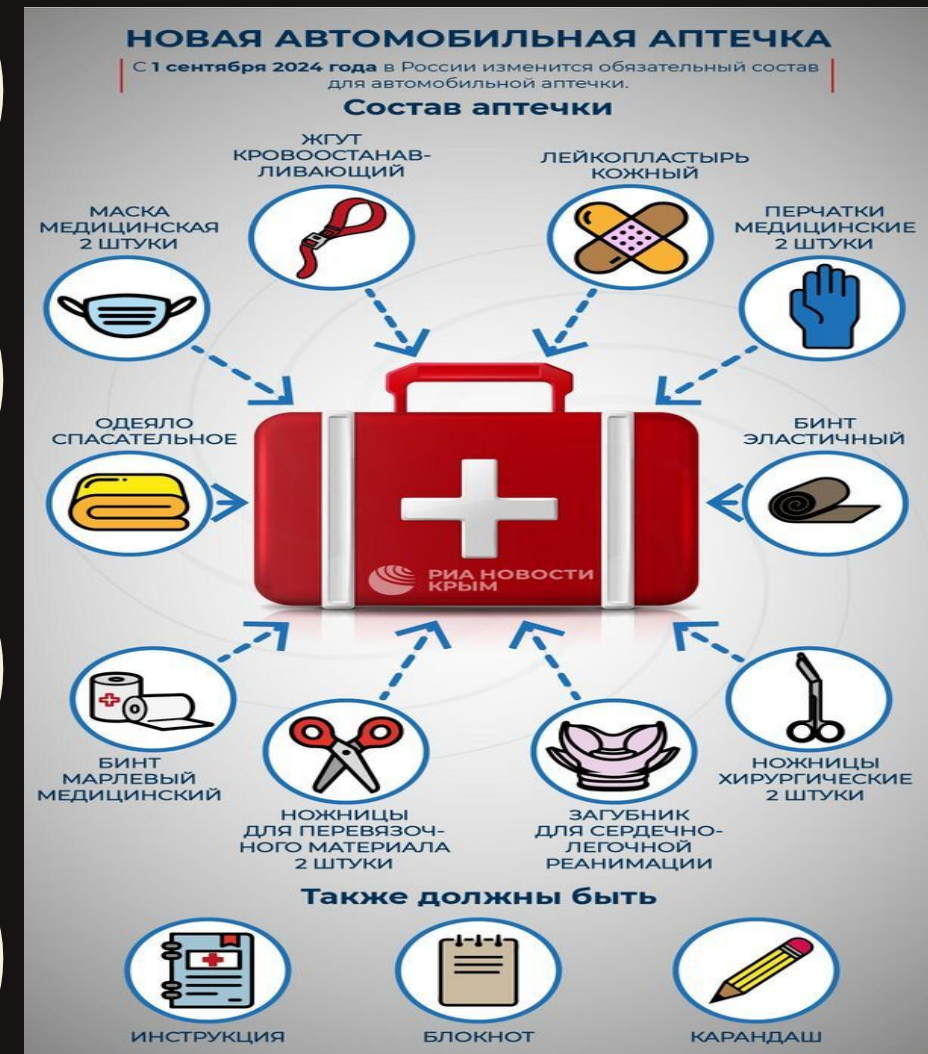 НОВАЯ АВТОМОБИЛЬНАЯ АПТЕЧКА
С 1 сентября 2024 года в России изменится обязательный состав
для автомобильной аптечки.
Состав аптечки
ЖГУТ
КРОВООСТАНАВ-
ЛИВАЮЩИЙ
ЛЕЙКОПЛАСТЫРЬ
КОЖНЫЙ
МАСКА
МЕДИЦИНСКАЯ
2 ШТУКИ
ПЕРЧАТКИ
МЕДИЦИНСКИЕ
2 ШТУКИ
ОДЕЯЛО
СПАСАТЕЛЬНОЕ
БИНТ
ЭЛАСТИЧНЫЙ
РИА НОВОСТИ
КРЫМ
БИНТ
МАРЛЕВЫЙ
МЕДИЦИНСКИЙ
НОЖНИЦЫ
ДЛЯ ПЕРЕВЯЗОЧ-
НОГО МАТЕРИАЛА
2 ШТУКИ
ЗАГУБНИК
ДЛЯ СЕРДЕЧНО-
ЛЕГОЧНОЙ
РЕАНИМАЦИИ
НОЖНИЦЫ
ХИРУРГИЧЕСКИЕ
2 ШТУКИ
Также должны быть
ИНСТРУКЦИЯ
БЛОКНОТ
КАРАНДАШ